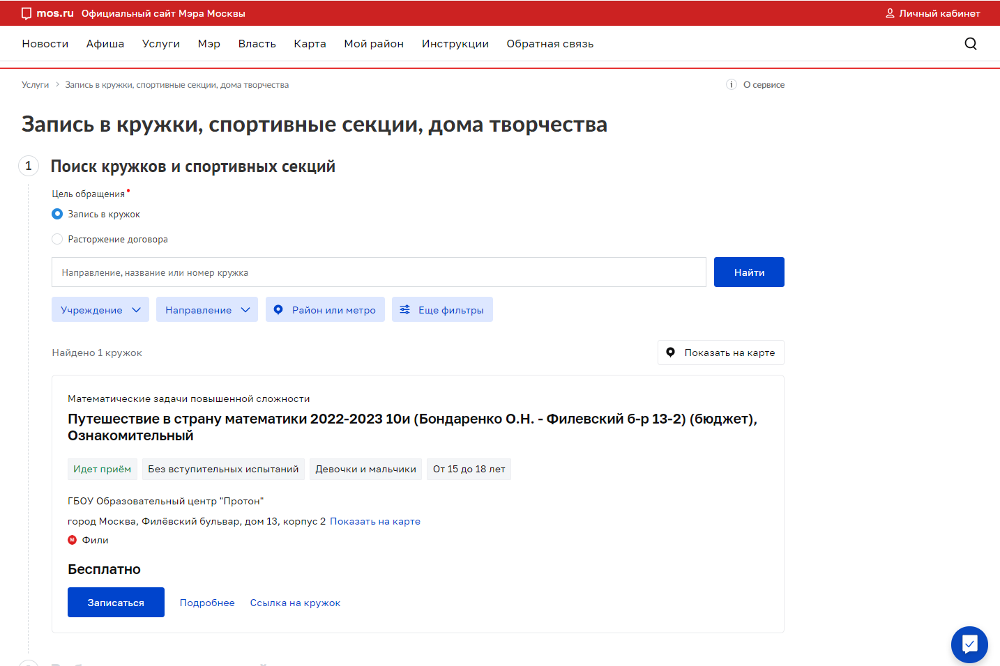 mos.ru Официальный сайт Мэра Москвы Личный кабинет
Новости Афиша Услуги Мэр Власть Карта Мой район Инструкции Обратная связь
Услуги Запись в кружки, спортивные секции, дома творчества О сервисе
Запись в кружки, спортивные секции, дома творчества
1 Поиск кружков и спортивных секций
Цель обращения
Запись в кружок
Расторжение договора
Направление, название или номер кружка Найти
Учреждение Направление Район или метро Еще фильтры
Найдено 1 кружок Показать на карте
Математические задачи повышенной сложности
Путешествие в страну математики 2022-2023 10и (Бондаренко О.Н. - Филевский б-р 13-2) (бюджет),
Ознакомительный
Идет приём Без вступительных испытаний Девочки и мальчики От 15 до 18 лет
ГБОУ Образовательный центр "Протон"
город Москва, Филёвский бульвар, дом 13, корпус 2 Показать на карте
Фили
Бесплатно
Записаться Подробнее Ссылка на кружок